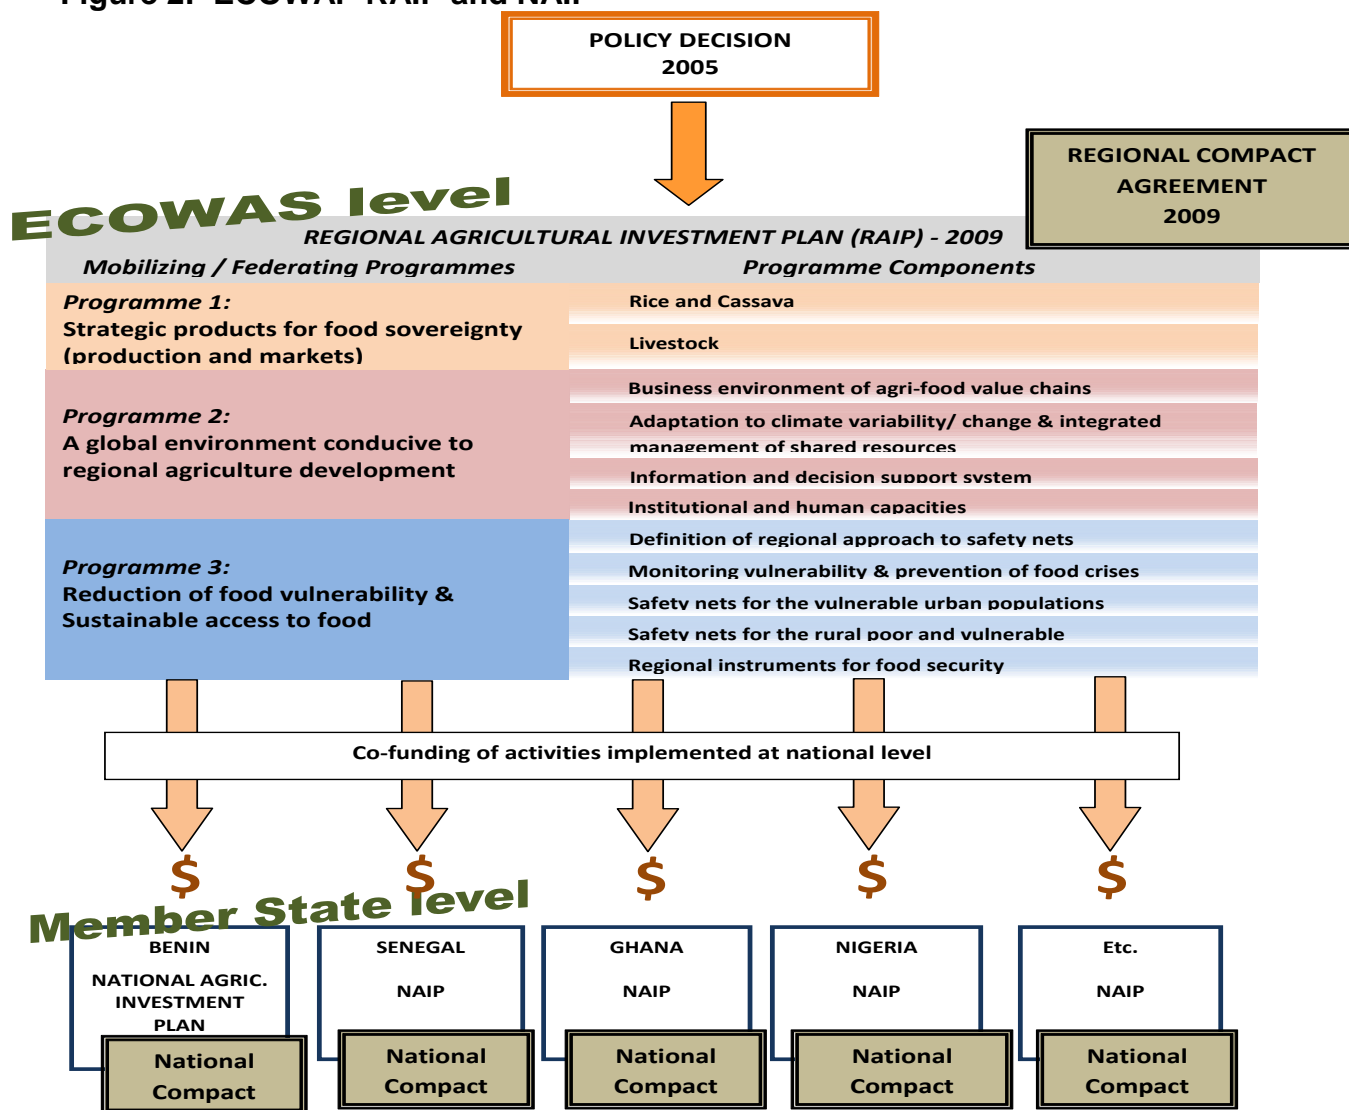 Figure 2: ECOWAP RAIP and NAIP
POLICY DECISION
2005
REGIONAL COMPACT
AGREEMENT
2009
ECOWAS level
REGIONAL AGRICULTURAL INVESTMENT PLAN (RAIP) - 2009
Mobilizing / Federating Programmes
Programme Components
Programme 1:
Strategic products for food sovereignty
(production and markets)
Rice and Cassava
Livestock
Programme 2:
A global environment conducive to
regional agriculture development
Business environment of agri-food value chains
Adaptation to climate variability/ change & integrated
management of shared resources
Information and decision support system
Institutional and human capacities
Programme 3:
Reduction of food vulnerability &
Sustainable access to food
Definition of regional approach to safety nets
Monitoring vulnerability & prevention of food crises
Safety nets for the vulnerable urban populations
Safety nets for the rural poor and vulnerable
Regional instruments for food security
Co-funding of activities implemented at national level
$ $ $ $ $
Member State level
BENIN
NATIONAL AGRIC.
INVESTMENT
PLAN
National
Compact
SENEGAL
NAIP
National
Compact
GHANA
NAIP
National
Compact
NIGERIA
NAIP
National
Compact
Etc.
NAIP
National
Compact